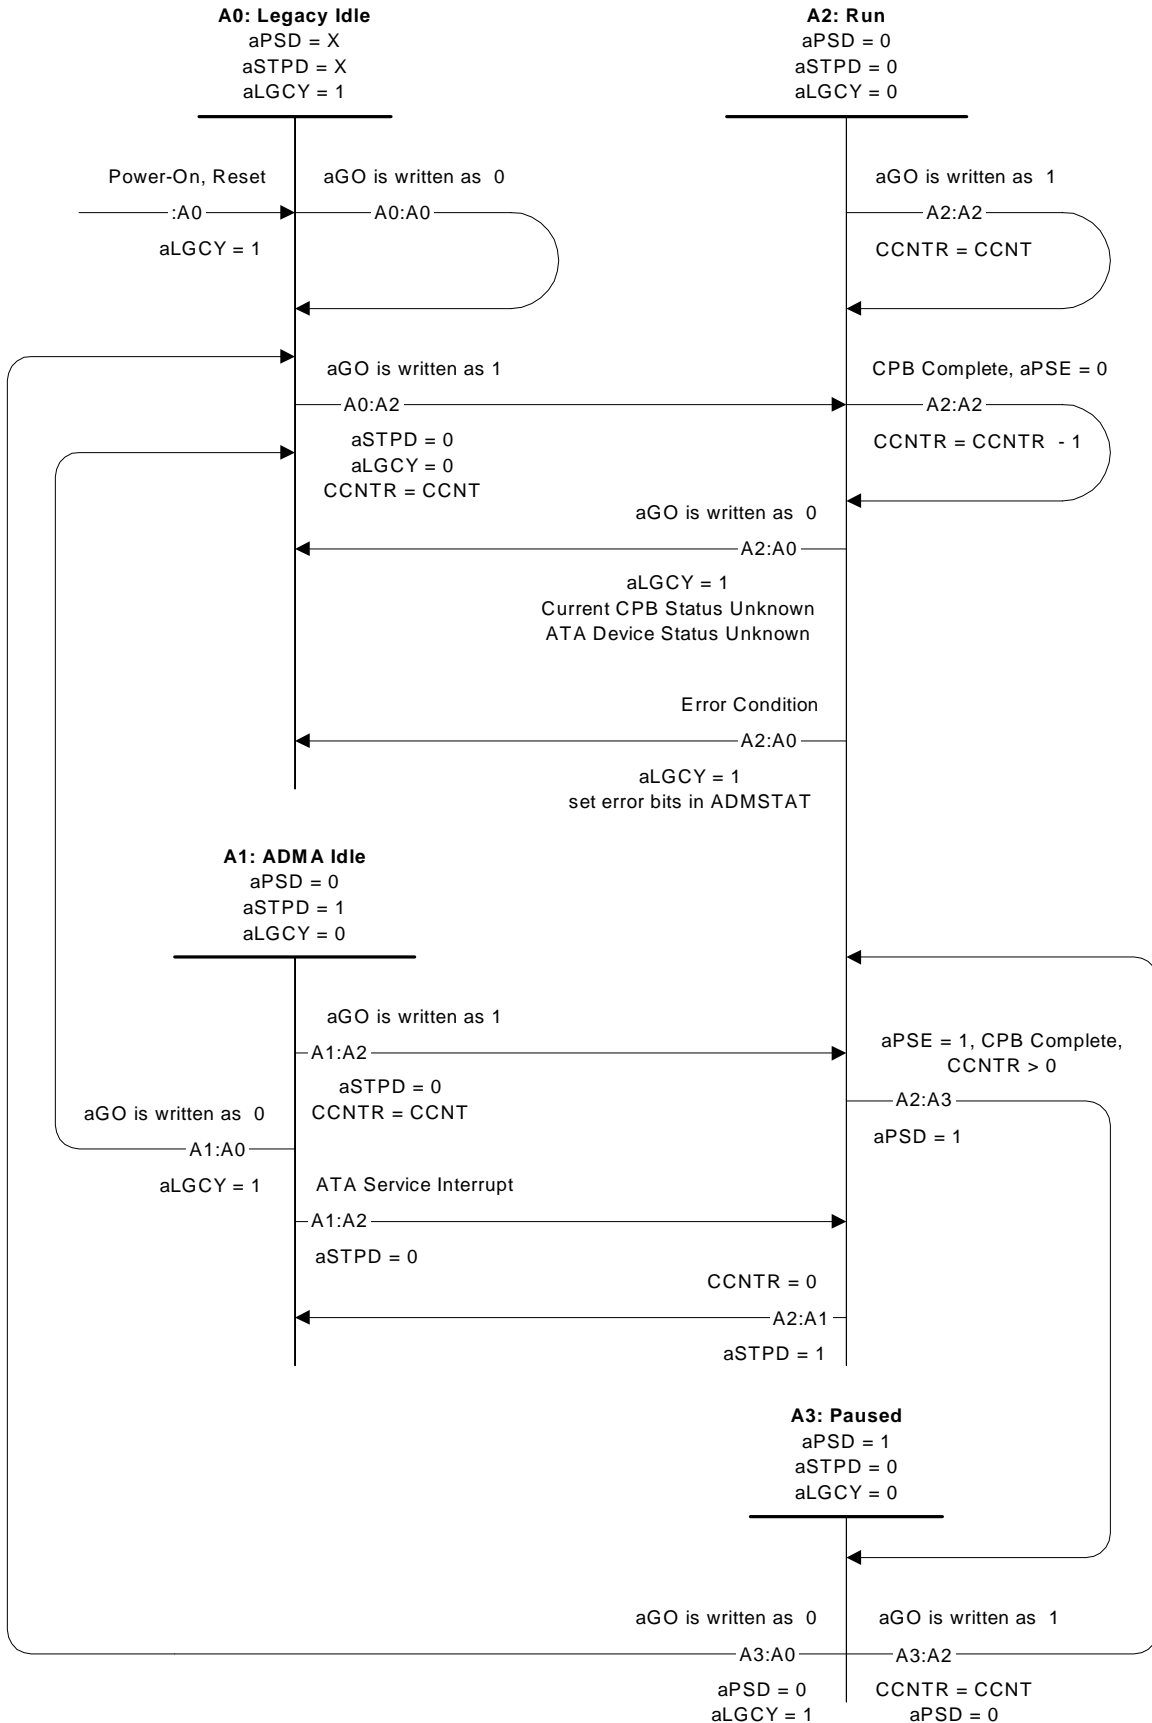 A0: Legacy Idle
aPSD = X
aSTPD = X
aLGCY = 1
A2: Run
aPSD = 0
aSTPD = 0
aLGCY = 0
Power-On, Reset
:A0
aLGCY = 1
aGO is written as 0
A0:A0
aGO is written as 1
A2:A2
CCNTR = CCNT
aGO is written as 1
A0:A2
aSTPD = 0
aLGCY = 0
CCNTR = CCNT
CPB Complete, aPSE = 0
A2:A2
CCNTR = CCNTR - 1
aGO is written as 0
A2:A0
aLGCY = 1
Current CPB Status Unknown
ATA Device Status Unknown
Error Condition
A2:A0
aLGCY = 1
set error bits in ADMSTAT
A1: ADMA Idle
aPSD = 0
aSTPD = 1
aLGCY = 0
aGO is written as 1
A1:A2
aSTPD = 0
CCNTR = CCNT
aPSE = 1, CPB Complete,
CCNTR > 0
A2:A3
aPSD = 1
aGO is written as 0
A1:A0
aLGCY = 1
ATA Service Interrupt
A1:A2
aSTPD = 0
CCNTR = 0
A2:A1
aSTPD = 1
A3: Paused
aPSD = 1
aSTPD = 0
aLGCY = 0
aGO is written as 0
A3:A0
aPSD = 0
aLGCY = 1
aGO is written as 1
A3:A2
CCNTR = CCNT
aPSD = 0